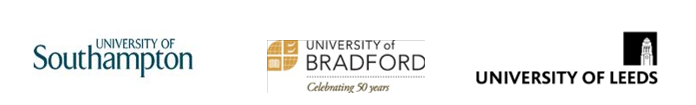 UNIVERSITY OF
Southampton
UNIVERSITY of
BRADFORD
Celebrating 50 years
UNIVERSITY OF LEEDS